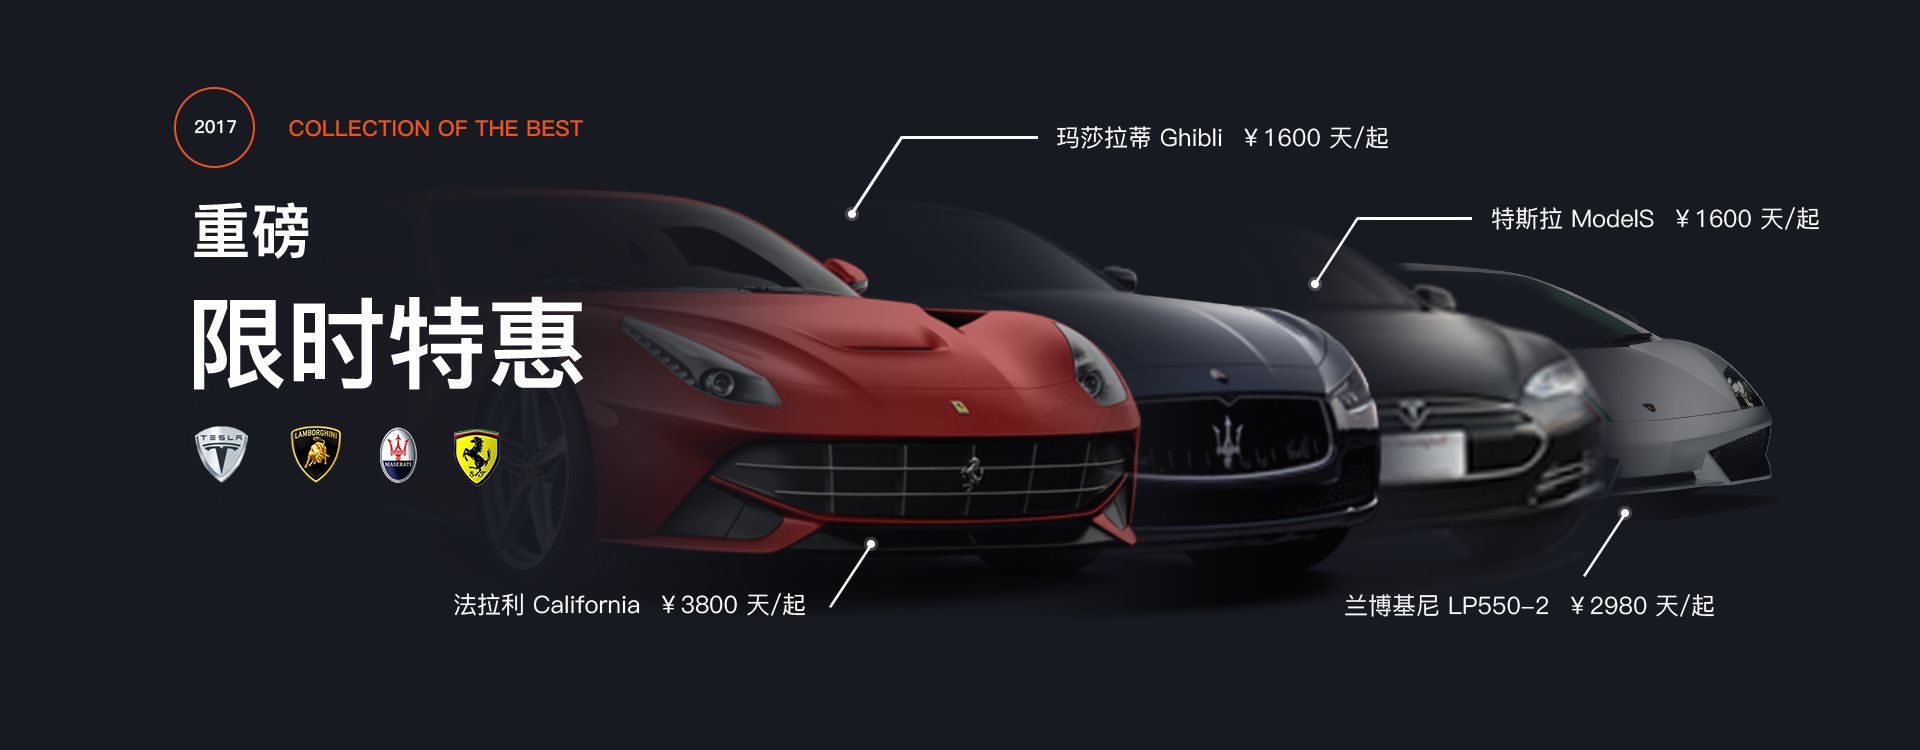 2017
COLLECTION OF THE BEST
重磅
限时特惠
TESLA
LAMBORGHINI
MASERATI
玛莎拉蒂 Ghibli ¥1600 天/起
特斯拉 ModelS ¥1600 天/起
法拉利 California ¥3800 天/起
兰博基尼 LP550-2 ¥2980 天/起